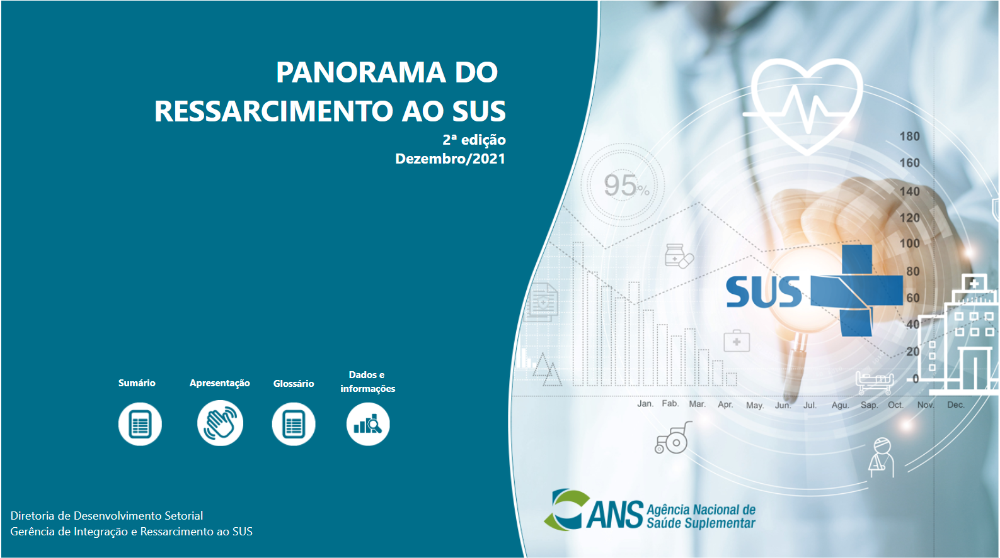 PANORAMA DO
RESSARCIMENTO AO SUS
2ª edição
Dezembro/2021
Sumário
Apresentação
Glossário
Dados e
informações
Diretoria de Desenvolvimento Setorial
Gerência de Integração e Ressarcimento ao SUS
95%
180
160
140
120
100
80
60
40
20
0
SUS
Jan. Fab. Mar. Apr. May. Jun. Jul. Agu. Sap. Oct. Nov. Dec.
ANS Agência Nacional de
Saúde Suplementar